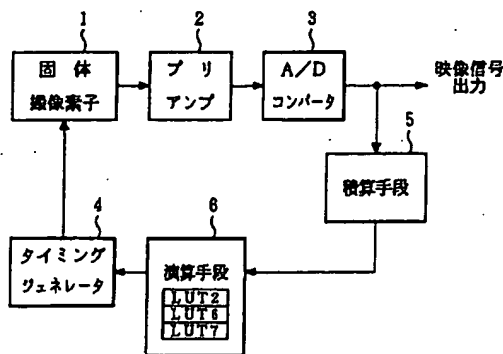 1
2
3
固体
撮像素子
プリ
アンプ
A/D
コンバータ
映像信号
出力
5
積算手段
4
6
タイミング
ジェネレータ
演算手段
LUT2
LUT6
LUT7